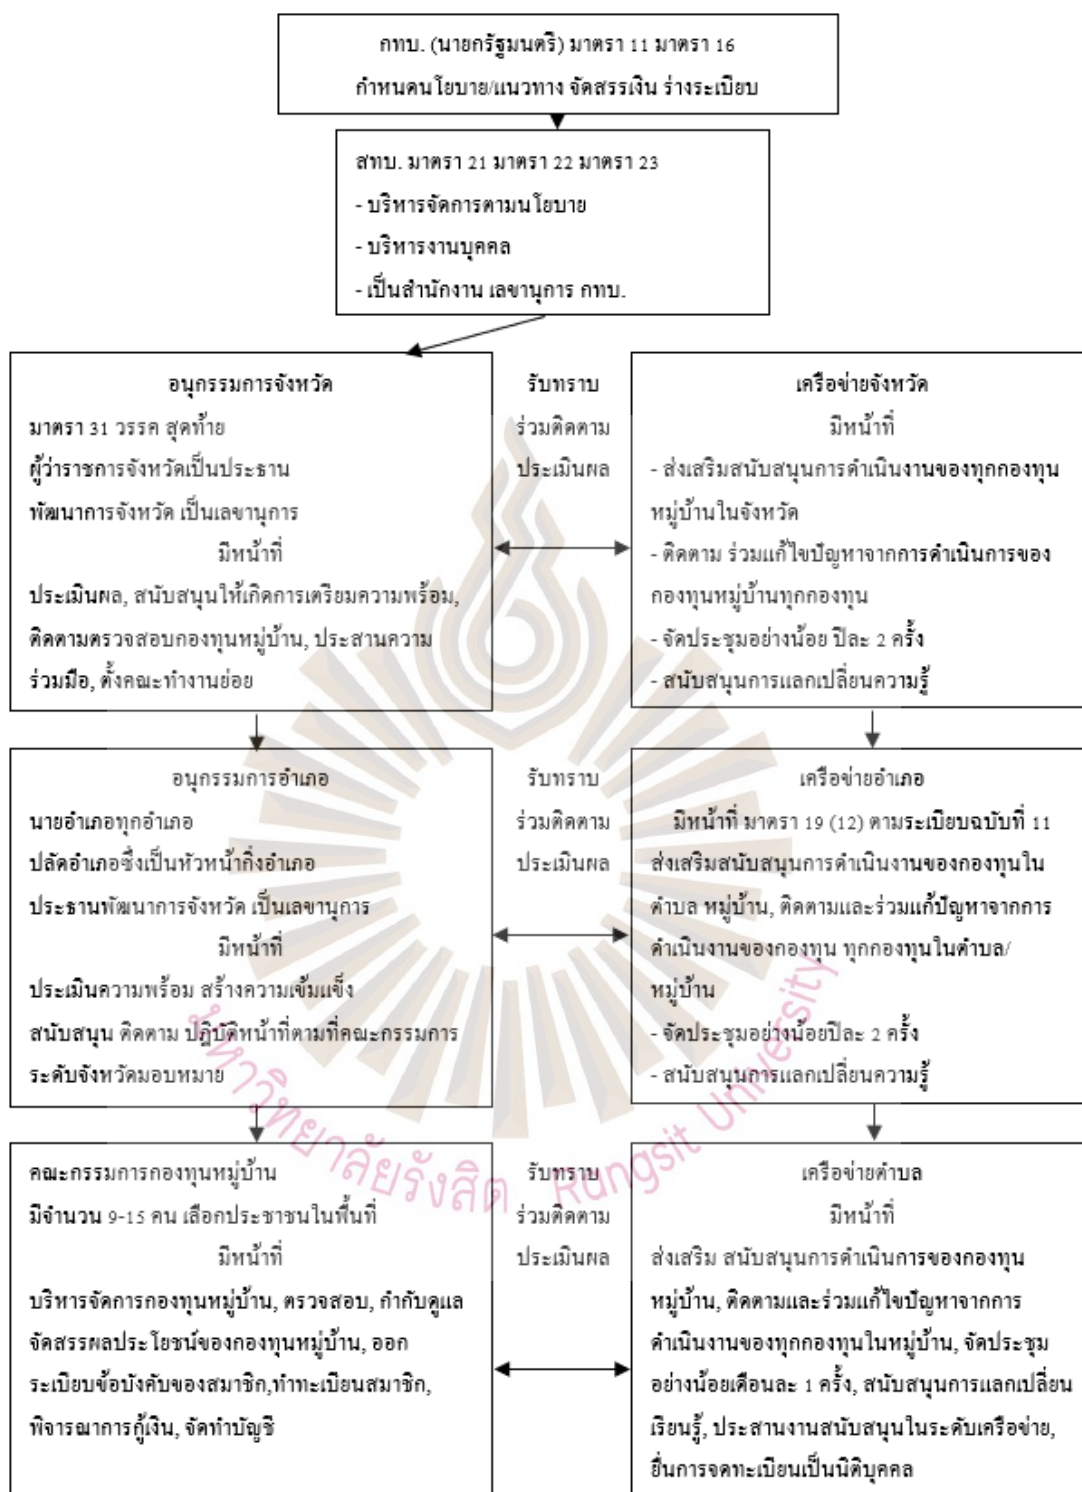 กทบ. (นายกรัฐมนตรี) มาตรา 11 มาตรา 16
กำหนดนโยบาย/แนวทาง จัดสรรเงิน ร่างระเบียบ
สทบ. มาตรา 21 มาตรา 22 มาตรา 23
- บริหารจัดการตามนโยบาย
- บริหารงานบุคคล
- เป็นสำนักงาน เลขานุการ กทบ.
อนุกรรมการจังหวัด
มาตรา 31 วรรค สุดท้าย
ผู้ว่าราชการจังหวัดเป็นประธาน
พัฒนาการจังหวัด เป็นเลขานุการ
มีหน้าที่
ประเมินผล, สนับสนุนให้เกิดการเตรียมความพร้อม,
ติดตามตรวจสอบกองทุนหมู่บ้าน, ประสานความ
ร่วมมือ, ตั้งคณะทำงานย่อย
รับทราบ
ร่วมติดตาม
ประเมินผล
เครือข่ายจังหวัด
มีหน้าที่
- ส่งเสริมสนับสนุนการดำเนินงานของทุกกองทุน
หมู่บ้านในจังหวัด
- ติดตาม ร่วมแก้ไขปัญหาจากการดำเนินการของ
กองทุนหมู่บ้านทุกกองทุน
- จัดประชุมอย่างน้อย ปีละ 2 ครั้ง
- สนับสนุนการแลกเปลี่ยนความรู้
อนุกรรมการอำเภอ
นายอำเภอทุกอำเภอ
ปลัดอำเภอซึ่งเป็นหัวหน้ากิ่งอำเภอ
ประธานพัฒนาการจังหวัด เป็นเลขานุการ
มีหน้าที่
ประเมินความพร้อม สร้างความเข้มแข็ง
สนับสนุน ติดตาม ปฏิบัติหน้าที่ตามที่คณะกรรมการ
ระดับจังหวัดมอบหมาย
รับทราบ
ร่วมติดตาม
ประเมินผล
เครือข่ายอำเภอ
มีหน้าที่ มาตรา 19 (12) ตามระเบียบฉบับที่ 11
ส่งเสริมสนับสนุนการดำเนินงานของกองทุนใน
ตำบล หมู่บ้าน, ติดตามและร่วมแก้ปัญหาจากการ
ดำเนินงานของกองทุน ทุกกองทุนในตำบล/
หมู่บ้าน
- จัดประชุมอย่างน้อยปีละ 2 ครั้ง
- สนับสนุนการแลกเปลี่ยนความรู้
คณะกรรมการกองทุนหมู่บ้าน
มีจำนวน 9-15 คน เลือกประชาชนในพื้นที่
มีหน้าที่
บริหารจัดการกองทุนหมู่บ้าน, ตรวจสอบ, กำกับดูแล
จัดสรรผลประโยชน์ของกองทุนหมู่บ้าน, ออก
ระเบียบข้อบังคับของสมาชิก,ทำทะเบียนสมาชิก,
พิจารณาการกู้เงิน, จัดทำบัญชี
รับทราบ
ร่วมติดตาม
ประเมินผล
เครือข่ายตำบล
มีหน้าที่
ส่งเสริม สนับสนุนการดำเนินการของกองทุน
หมู่บ้าน, ติดตามและร่วมแก้ไขปัญหาจากการ
ดำเนินงานของทุกกองทุนในหมู่บ้าน, จัดประชุม
อย่างน้อยเดือนละ 1 ครั้ง, สนับสนุนการแลกเปลี่ยน
เรียนรู้, ประสานงานสนับสนุนในระดับเครือข่าย,
ยื่นการจดทะเบียนเป็นนิติบุคคล
มหาวิทยาลัยรังสิต Rangsit University